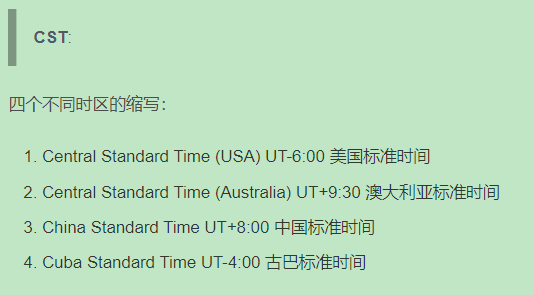 CST:
四个不同时区的缩写：
1. Central Standard Time (USA) UT-6:00 美国标准时间
2. Central Standard Time (Australia) UT+9:30 澳大利亚标准时间
3. China Standard Time UT+8:00 中国标准时间
4. Cuba Standard Time UT-4:00 古巴标准时间